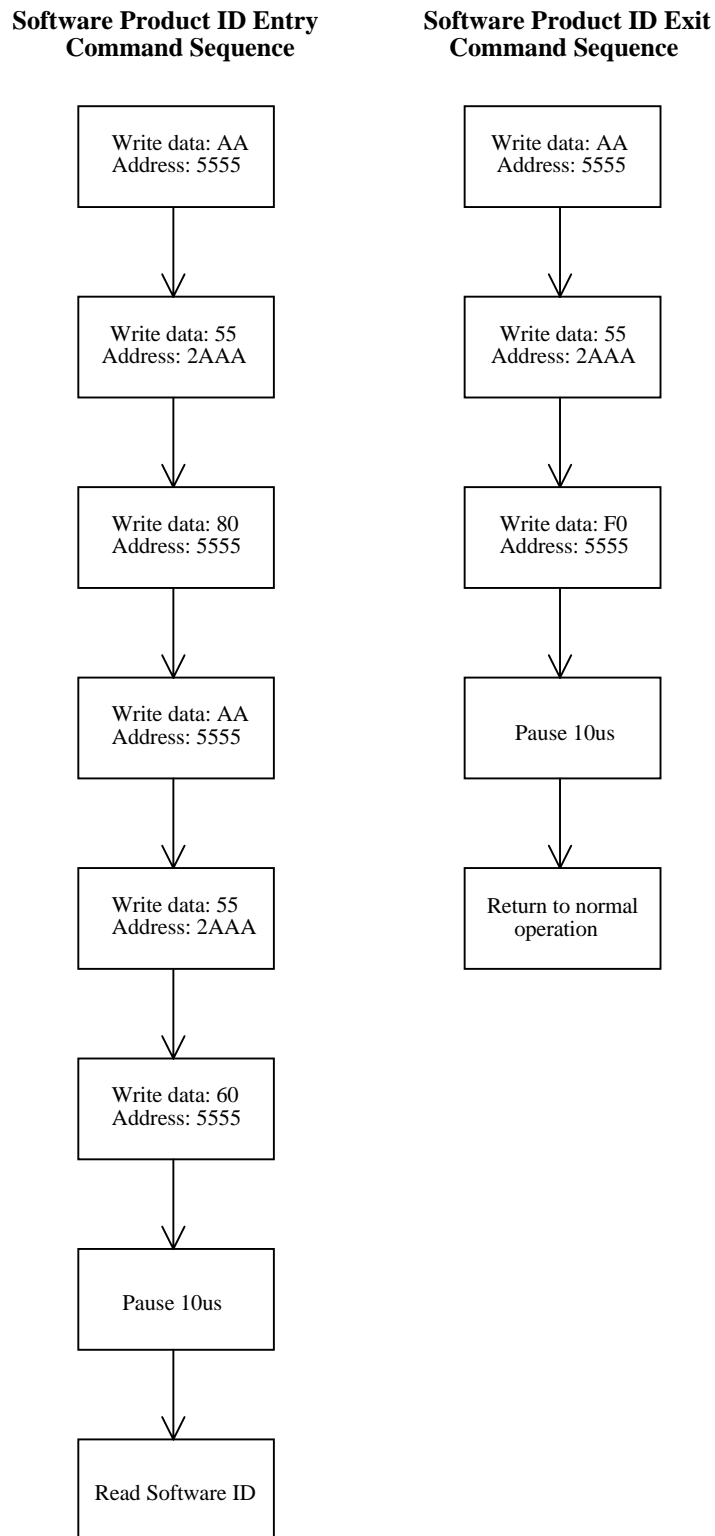 Software Product ID Entry
Command Sequence
Write data: AA
Address: 5555
Write data: 55
Address: 2AAA
Write data: 80
Address: 5555
Write data: AA
Address: 5555
Write data: 55
Address: 2AAA
Write data: 60
Address: 5555
Pause 10us
Read Software ID
Software Product ID Exit
Command Sequence
Write data: AA
Address: 5555
Write data: 55
Address: 2AAA
Write data: F0
Address: 5555
Pause 10us
Return to normal
operation